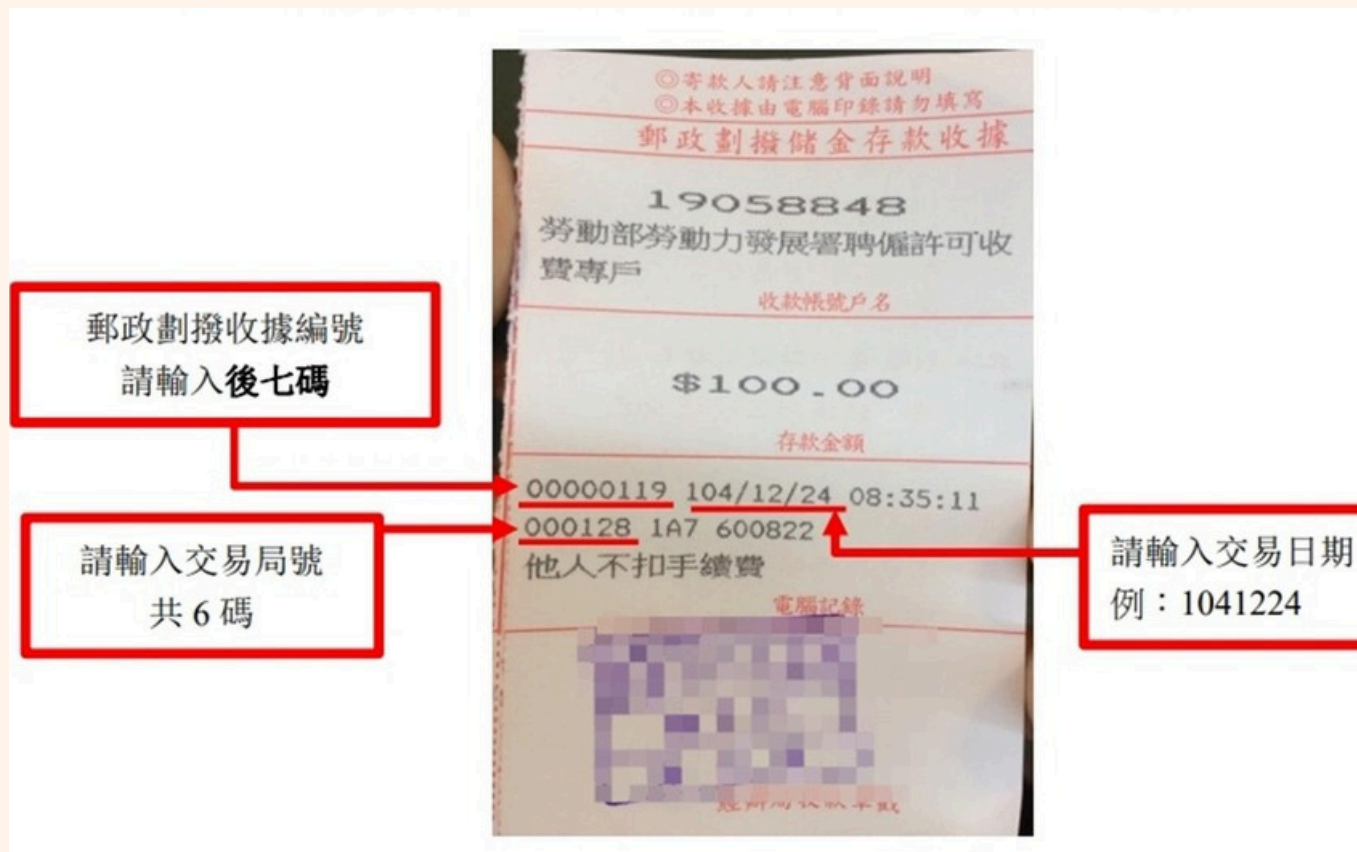 ◎寄款人請注意背面說明
◎本收據由電腦印錄請勿填寫
郵政劃撥儲金存款收據
19058848
勞動部勞動力發展署聘僱許可收
費專戶
收款帳號戶名
$100.00
存款金額
00000119 104/12/24 08:35:11
000128 1A7 600822
他人不扣手續費
電腦記錄
郵政劃撥收據編號
請輸入後七碼
請輸入交易局號
共6碼
請輸入交易日期
例：1041224